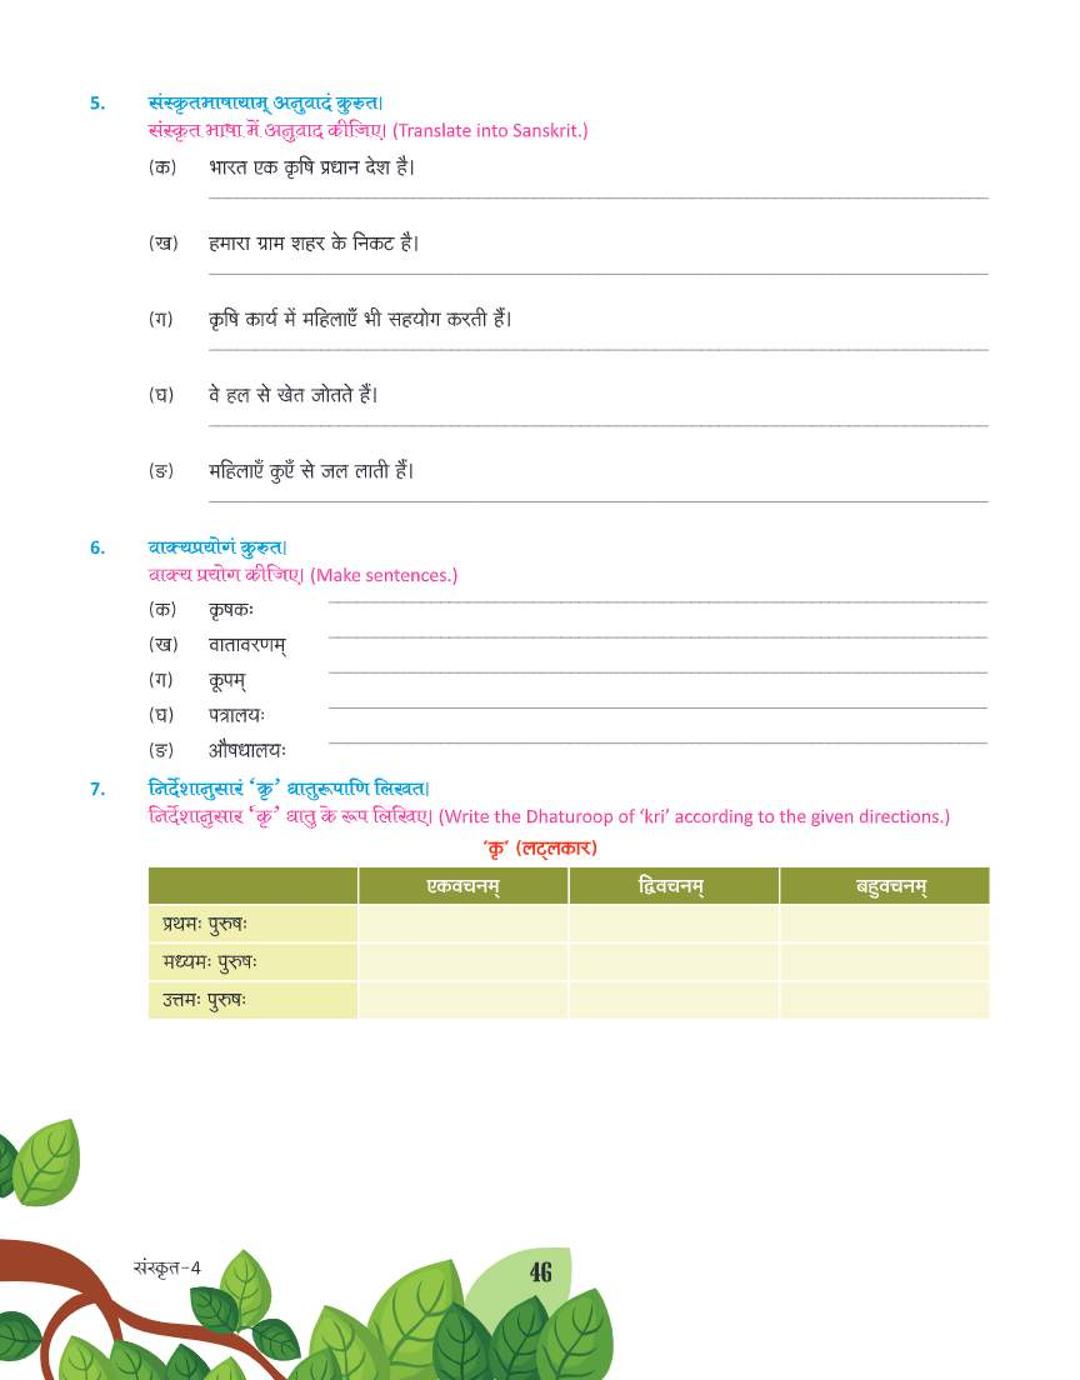 5. संस्कृतभाषायाम् अनुवादं कुरुत।
संस्कृत भाषा में अनुवाद कीजिए। (Translate into Sanskrit.)
(क) भारत एक कृषि प्रधान देश है।
(ख) हमारा ग्राम शहर के निकट है।
(ग) कृषि कार्य में महिलाएँ भी सहयोग करती हैं।
(घ) वे हल से खेत जोतते हैं।
(ङ) महिलाएँ कुएँ से जल लाती हैं।
6. वाक्यप्रयोगं कुरुत।
वाक्य प्रयोग कीजिए। (Make sentences.)
(क) कृषकः
(ख) वातावरणम्
(ग) कूपम्
(घ) पत्रालयः
(ङ) औषधालयः
7. निर्देशानुसारं ‘कृ’ धातुरूपाणि लिखत।
निर्देशानुसार ‘कृ’ धातु के रूप लिखिए। (Write the Dhaturoop of ‘kri’ according to the given directions.)
‘कृ’ (लट्लकार)
एकवचनम् द्विवचनम् बहुवचनम्
प्रथमः पुरुषः
मध्यमः पुरुषः
उत्तमः पुरुषः
संस्कृत-4
46